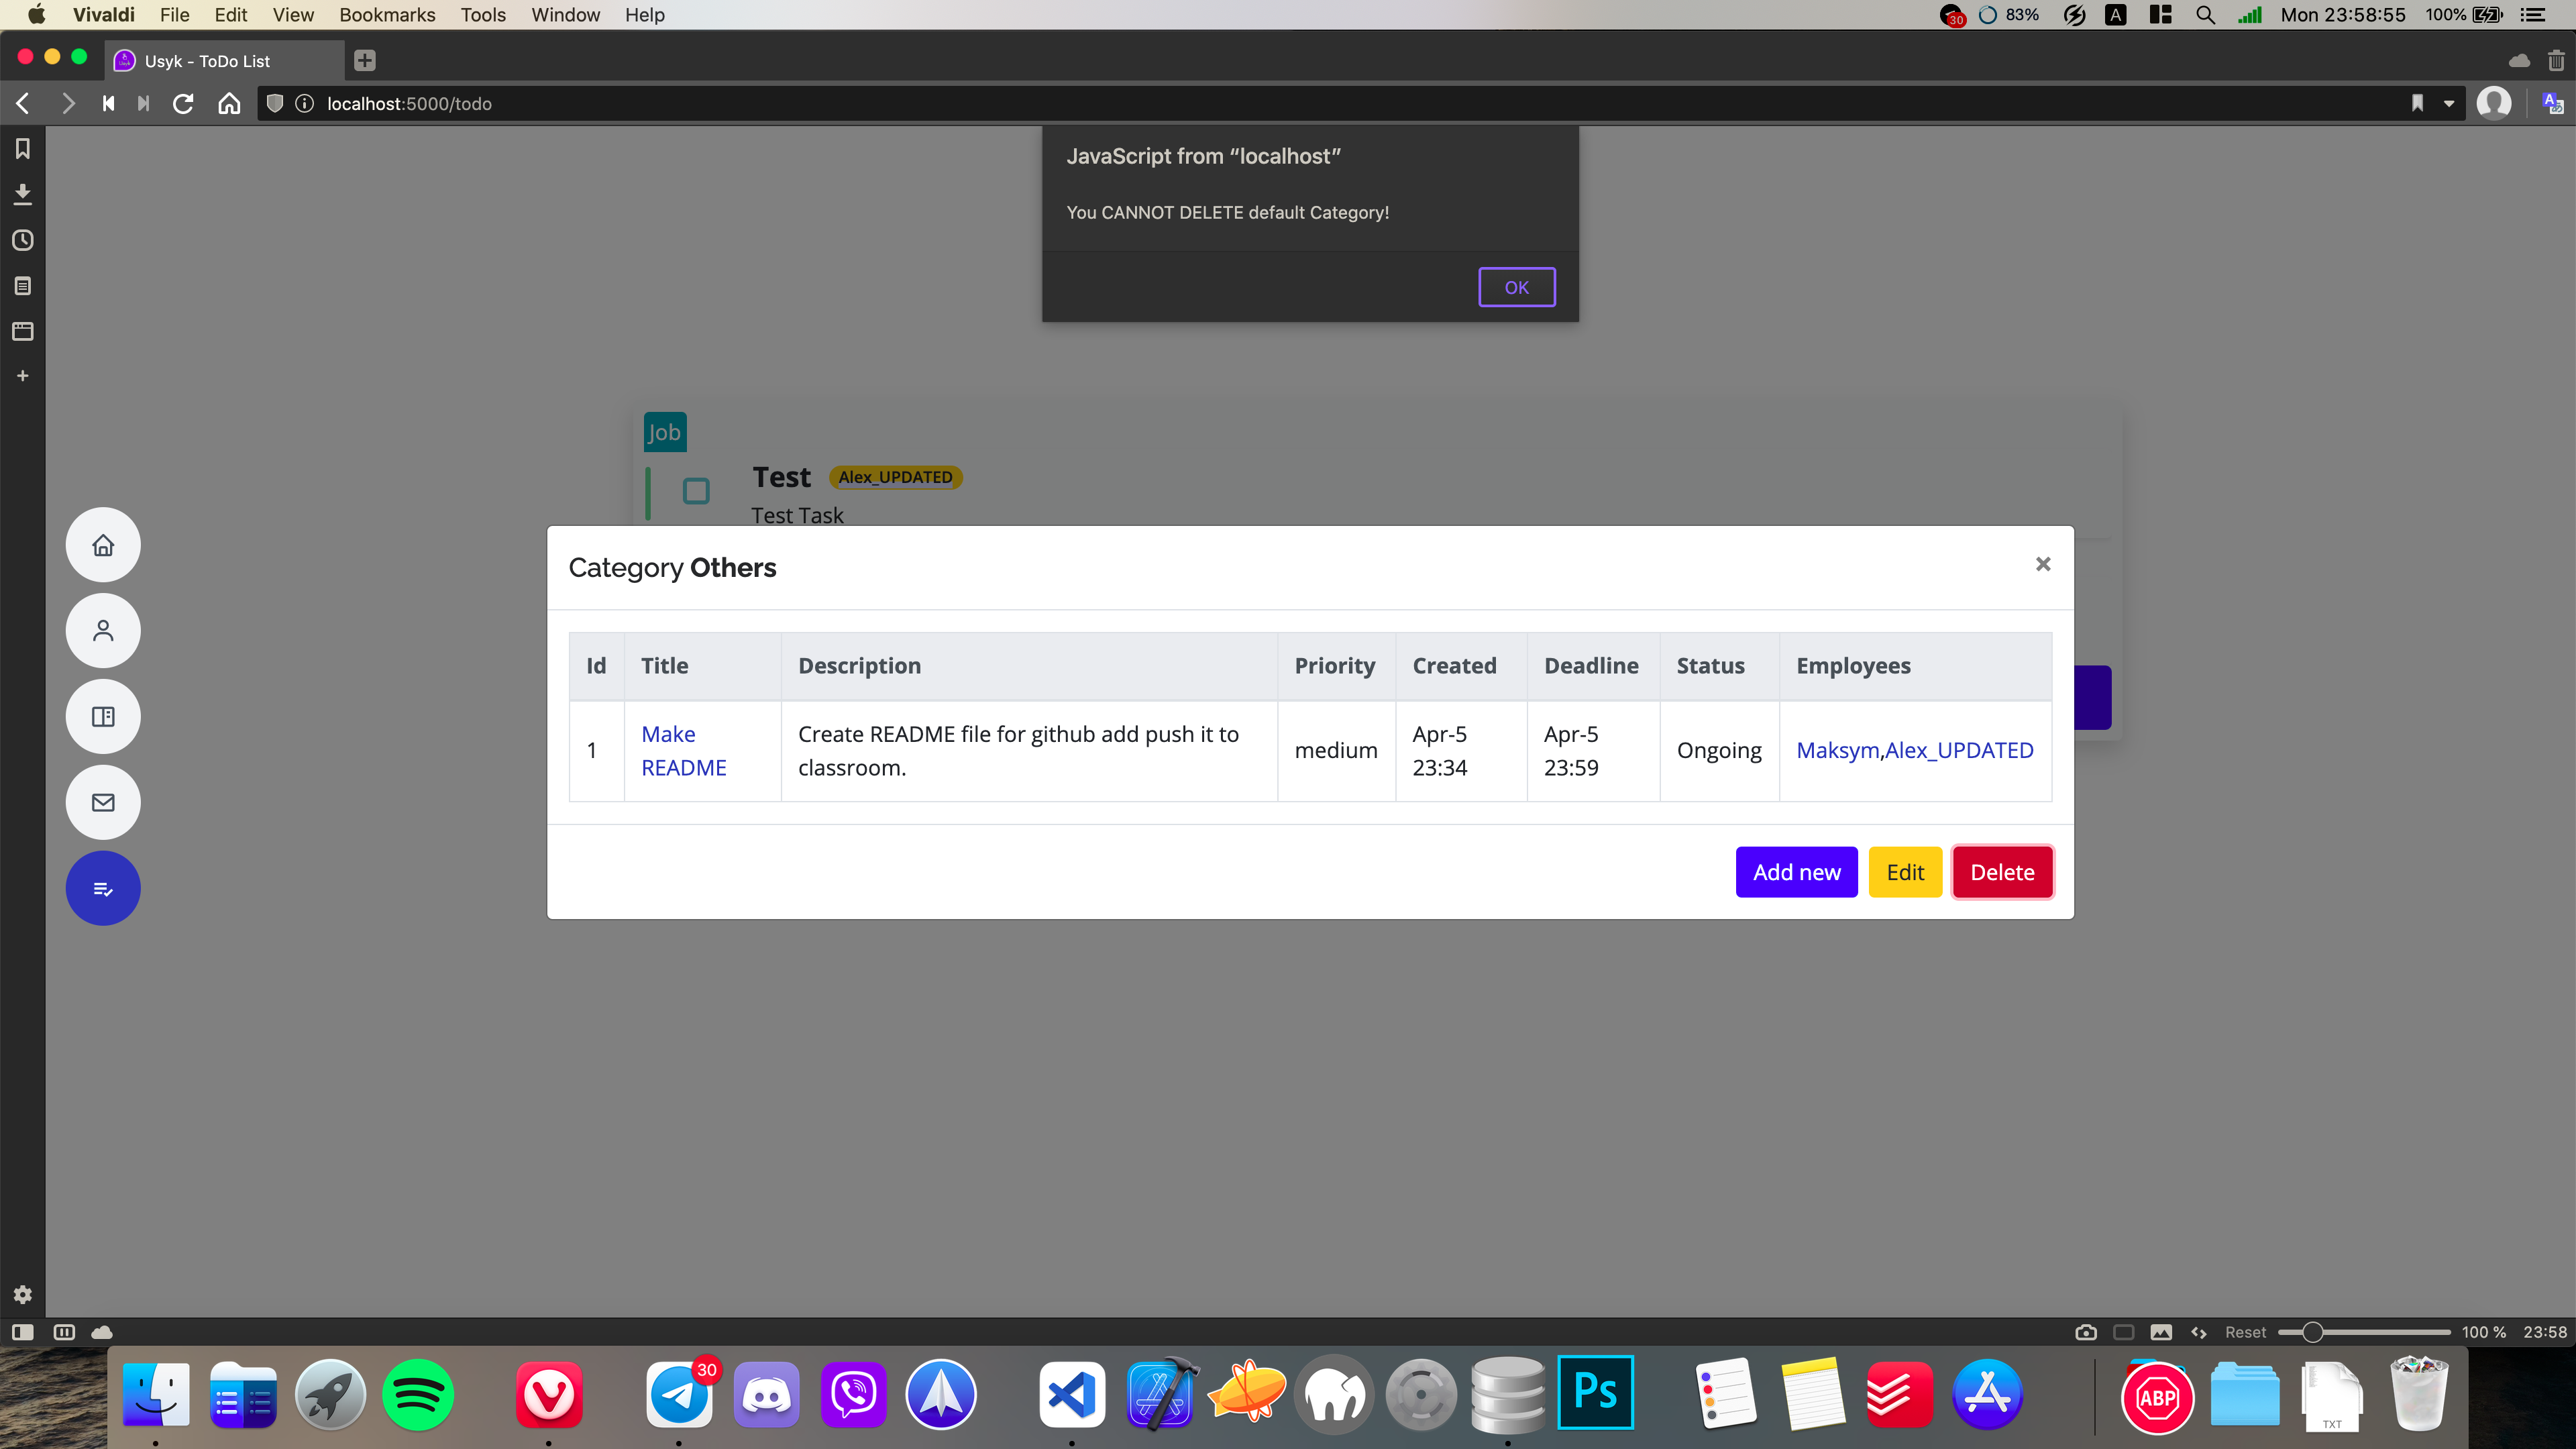 Vivaldi File Edit View Bookmarks Tools Window Help
30 83% A Mon 23:58:55 100%
Usyk - ToDo List
localhost:5000/todo
JavaScript from “localhost”
You CANNOT DELETE default Category!
OK
Job
Test Alex_UPDATED
Test Task
Category Others ×
Id Title Description Priority Created Deadline Status Employees
1 Make README Create README file for github add push it to classroom. medium Apr-5 23:34 Apr-5 23:59 Ongoing Maksym,Alex_UPDATED
Add new Edit Delete
Reset 100 % 23:58
30
Ps
ABP
TXT